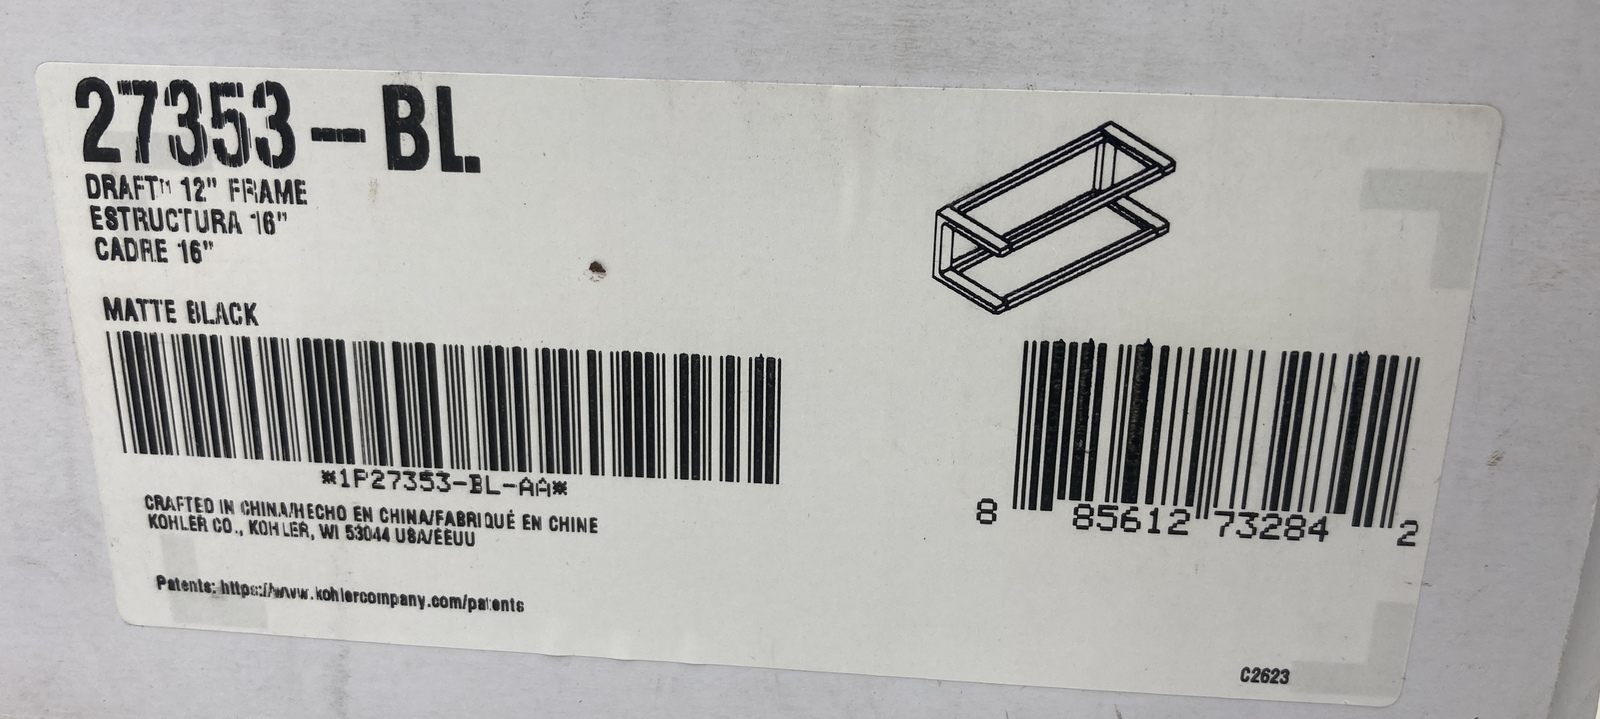 27353-BL
DRAFT™ 12" FRAME
ESTRUCTURA 16"
CADRE 16"
MATTE BLACK
*1P27353-BL-AA*
CRAFTED IN CHINA/HECHO EN CHINA/FABRIQUÉ EN CHINE
KOHLER CO., KOHLER, WI 53044 USA/EEUU
Patents: https://www.kohlercompany.com/patents
8 85612 73284 2
C2623